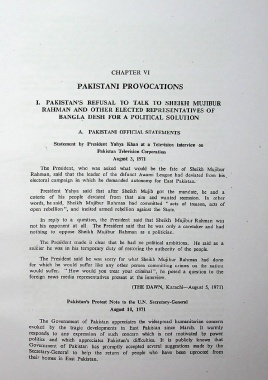 CHAPTER VI
PAKISTANI PROVOCATIONS
I. PAKISTAN'S REFUSAL TO TALK TO SHEIKH MUJIBUR
RAHMAN AND OTHER ELECTED REPRESENTATIVES OF
BANGLA DESH FOR A POLITICAL SOLUTION
A. PAKISTANI OFFICIAL STATEMENTS
Statement by President Yahya Khan at a Television Interview on
Pakistan Television Corporation
August 3, 1971
The President, who was asked what would be the fate of Sheikh Mujibur
Rahman, said that the leader of the defunct Awami League had deviated from his
electoral campaign in which he demanded autonomy for East Pakistan.
President Yahya said that after Sheikh Mujib got the mandate, he and a
coterie of his people deviated from that aim and wanted secession. In other
words, he said, Sheikh Mujibur Rahman had committed "acts of treason, acts of
open rebellion", and incited armed rebellion against the State.
In reply to a question, the President said that Sheikh Mujibur Rahman was
not his opponent at all. The President said that he was only a caretaker and had
nothing to oppose Sheikh Mujibur Rahman as a politician.
The President made it clear that he had no political ambitions. He said as a
soldier he was in his temporary duty of restoring the authority of the people.
The President said he was sorry for what Sheikh Mujibur Rahman had done
for which he would suffer like any other person committing crimes in the nation
would suffer. "How would you treat your criminal", he posed a question to the
foreign news media representatives present at the interview.
(THE DAWN, Karachi—August 5, 1971)
Pakistan's Protest Note to the U.N. Secretary-General
August 11, 1971
The Government of Pakistan appreciates the widespread humanitarian concern
evoked by the tragic developments in East Pakistan since March. It warmly
responds to any expression of such concern which is not motivated by power
politics and which appreciates Pakistan's difficulties. It is publicly known that
Government of Pakistan has promptly accepted several suggestions made by the
Secretary-General to help the return of people who have been uprooted from
their homes in East Pakistan.